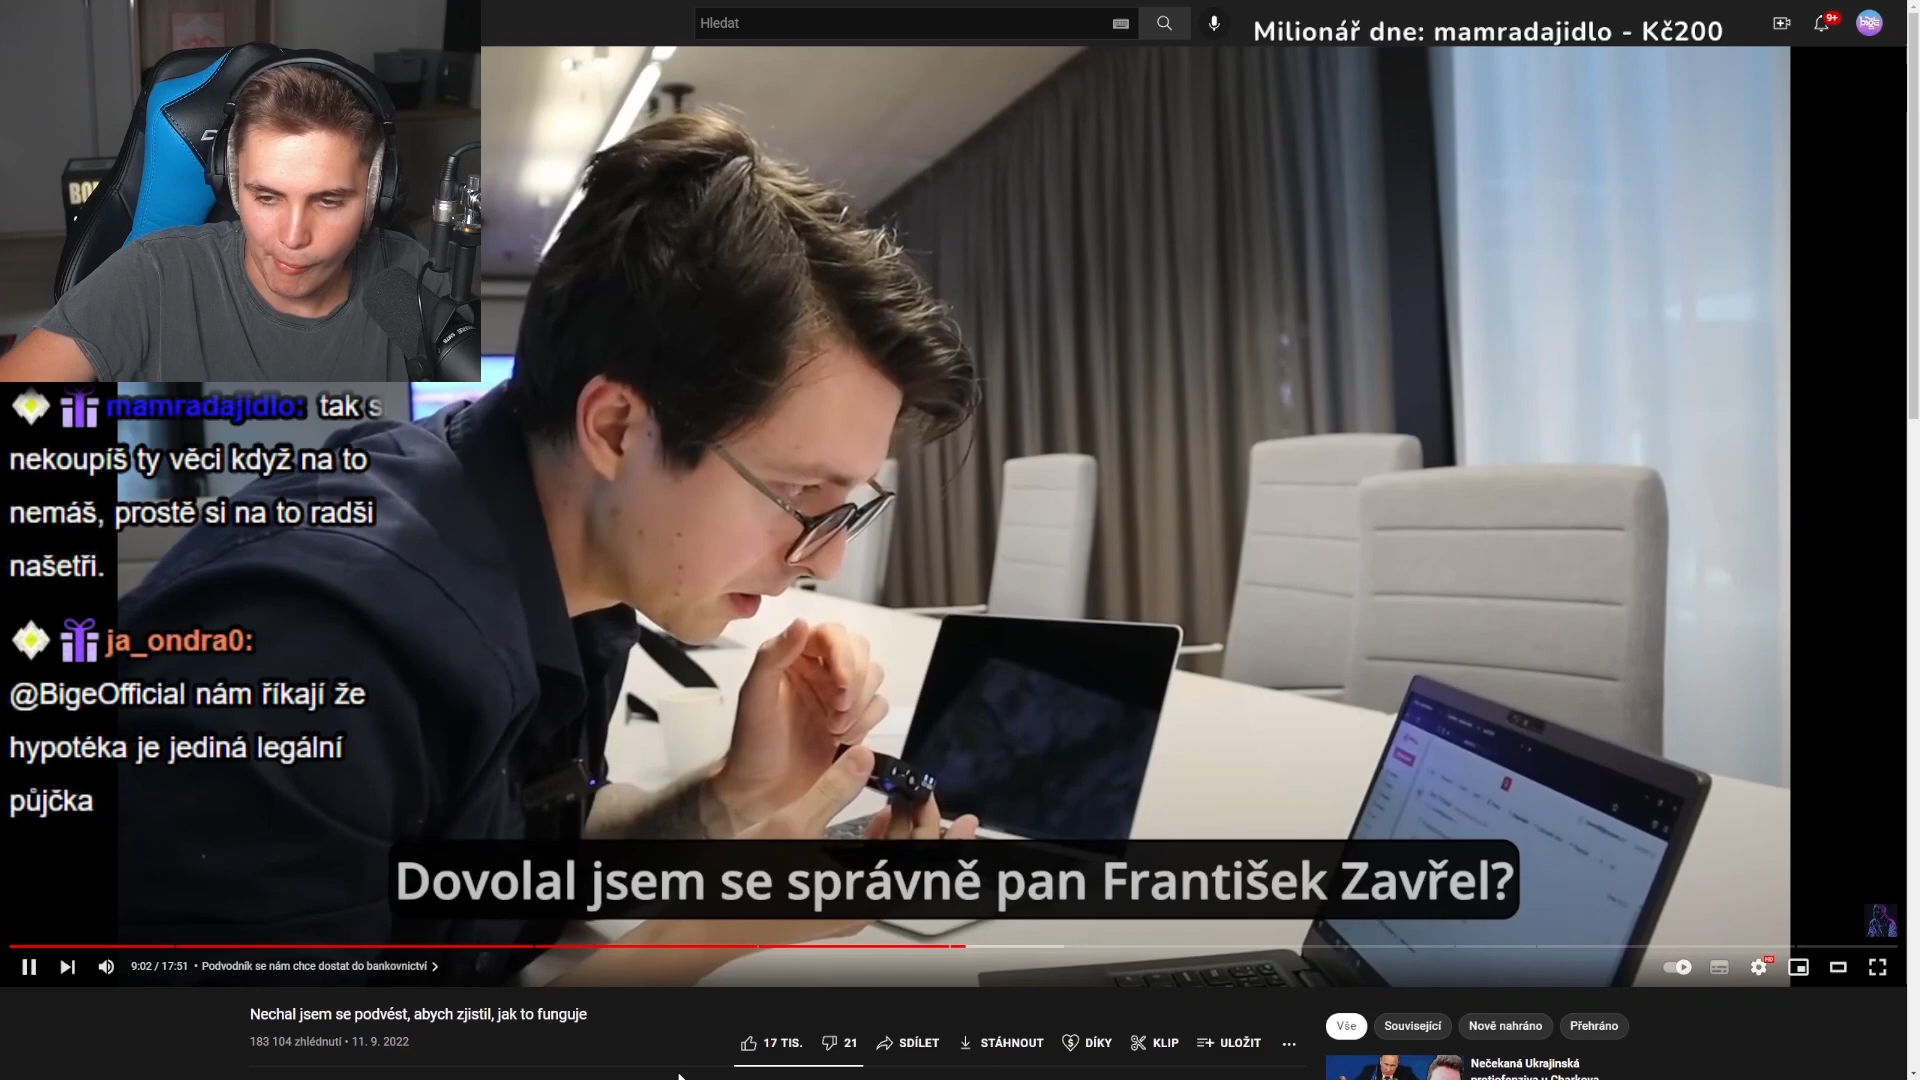 Hledat
Milionář dne: mamradajidlo - Kč200
9+
mamradajidlo: tak s
nekoupíš ty věci když na to
nemáš, prostě si na to radši
našetři.
ja_ondra0:
@BigeOfficial nám říkají že
hypotéka je jediná legální
půjčka
Dovolal jsem se správně pan František Zavřel?
9:02 / 17:51 • Podvodník se nám chce dostat do bankovnictví
HD
Nechal jsem se podvést, abych zjistil, jak to funguje
183 104 zhlédnutí • 11. 9. 2022
17 TIS.
21
SDÍLET
STÁHNOUT
DÍKY
KLIP
ULOŽIT
Vše
Související
Nově nahráno
Přehráno
Nečekaná Ukrajinská
protiofenziva u Charkova